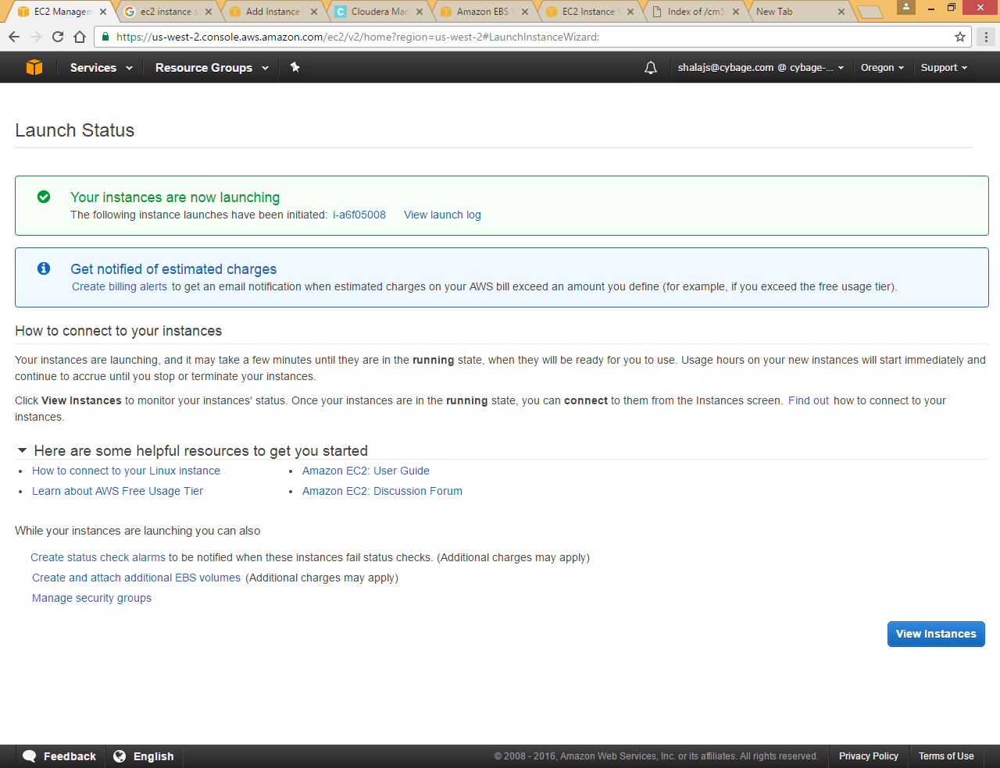 EC2 Managem
ec2 instance s
Add Instance
Cloudera Man
Amazon EBS V
EC2 Instance
Index of /cm5
New Tab
https://us-west-2.console.aws.amazon.com/ec2/v2/home?region=us-west-2#LaunchInstanceWizard:
Services Resource Groups shalajs@cybage.com @ cybage-... Oregon Support
Launch Status
Your instances are now launching
The following instance launches have been initiated: i-a6f05008 View launch log
Get notified of estimated charges
Create billing alerts to get an email notification when estimated charges on your AWS bill exceed an amount you define (for example, if you exceed the free usage tier).
How to connect to your instances
Your instances are launching, and it may take a few minutes until they are in the running state, when they will be ready for you to use. Usage hours on your new instances will start immediately and
continue to accrue until you stop or terminate your instances.
Click View Instances to monitor your instances' status. Once your instances are in the running state, you can connect to them from the Instances screen. Find out how to connect to your
instances.
Here are some helpful resources to get you started
• How to connect to your Linux instance
• Amazon EC2: User Guide
• Learn about AWS Free Usage Tier
• Amazon EC2: Discussion Forum
While your instances are launching you can also
Create status check alarms to be notified when these instances fail status checks. (Additional charges may apply)
Create and attach additional EBS volumes (Additional charges may apply)
Manage security groups
View Instances
Feedback English © 2008 - 2016, Amazon Web Services, Inc. or its affiliates. All rights reserved. Privacy Policy Terms of Use